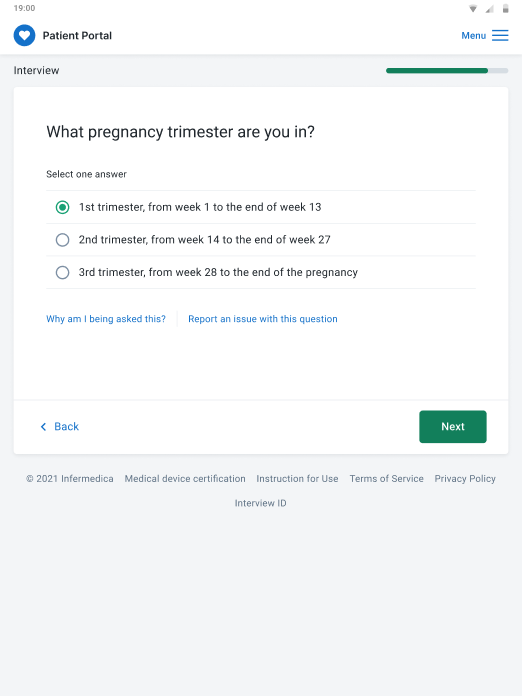 19:00
Patient Portal
Menu
Interview
What pregnancy trimester are you in?
Select one answer
1st trimester, from week 1 to the end of week 13
2nd trimester, from week 14 to the end of week 27
3rd trimester, from week 28 to the end of the pregnancy
Why am I being asked this? Report an issue with this question
Back Next
© 2021 Infermedica Medical device certification Instruction for Use Terms of Service Privacy Policy
Interview ID